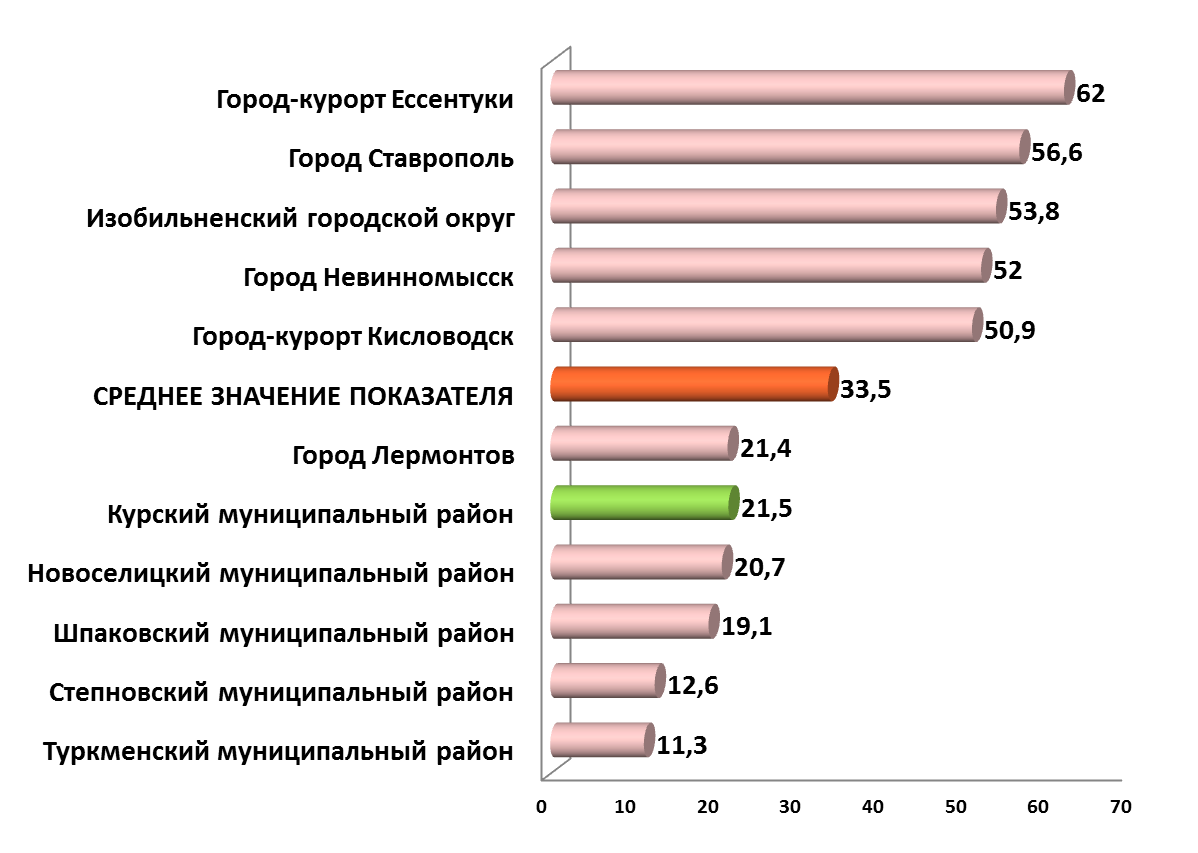 Город-курорт Ессентуки 62
Город Ставрополь 56,6
Изобильненский городской округ 53,8
Город Невинномысск 52
Город-курорт Кисловодск 50,9
СРЕДНЕЕ ЗНАЧЕНИЕ ПОКАЗАТЕЛЯ 33,5
Город Лермонтов 21,4
Курский муниципальный район 21,5
Новоселицкий муниципальный район 20,7
Шпаковский муниципальный район 19,1
Степновский муниципальный район 12,6
Туркменский муниципальный район 11,3
0 10 20 30 40 50 60 70